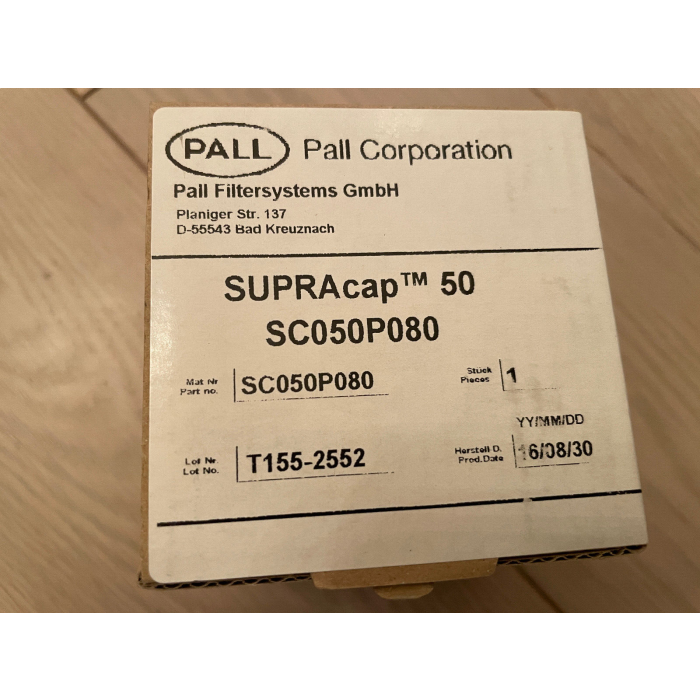 PALL Pall Corporation
Pall Filtersystems GmbH
Planiger Str. 137
D-55543 Bad Kreuznach
SUPRAcap™ 50
SC050P080
Mat Nr
Part no.
SC050P080
Stück
Pieces
1
YY/MM/DD
Lot Nr.
Lot No.
T155-2552
Herstell D.
Prod.Date
16/08/30